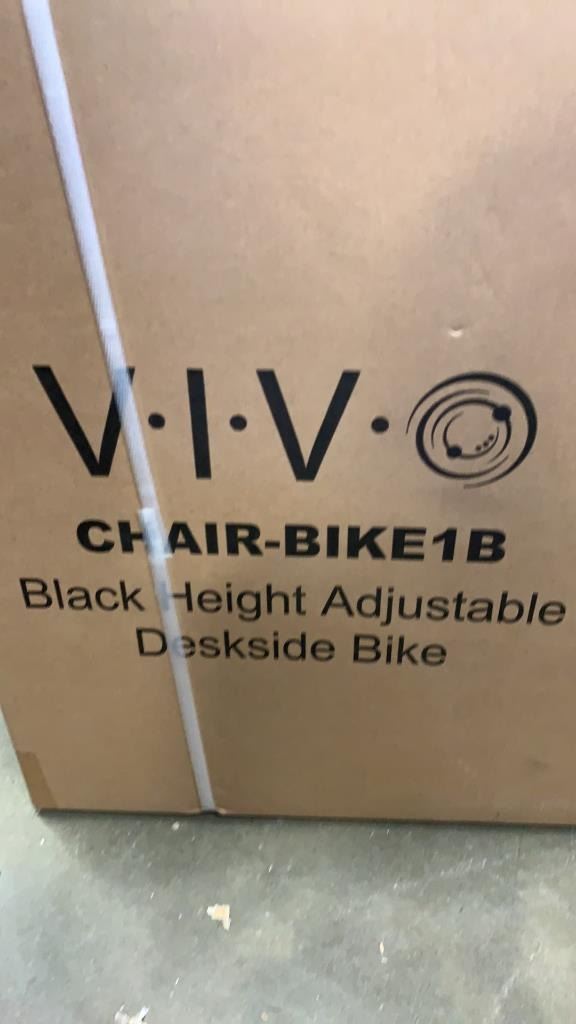 V·I·V·O
CHAIR-BIKE1B
Black Height Adjustable
Deskside Bike